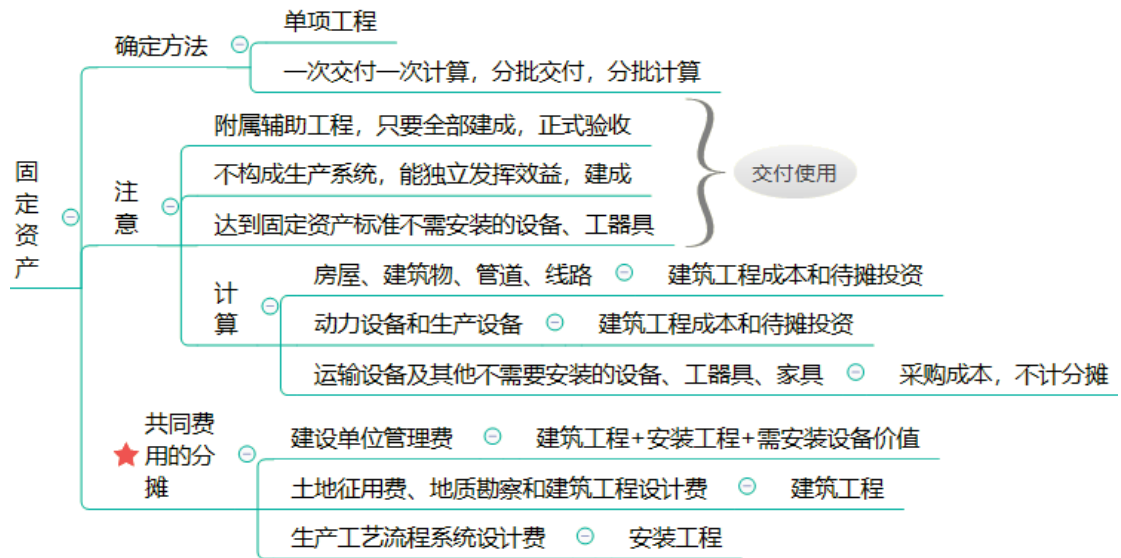 固定资产
确定方法
单项工程
一次交付一次计算，分批交付，分批计算
注意
附属辅助工程，只要全部建成，正式验收
不构成生产系统，能独立发挥效益，建成
达到固定资产标准不需安装的设备、工器具
交付使用
计算
房屋、建筑物、管道、线路 建筑工程成本和待摊投资
动力设备和生产设备 建筑工程成本和待摊投资
运输设备及其他不需要安装的设备、工器具、家具 采购成本，不计分摊
共同费用的分摊
建设单位管理费 建筑工程+安装工程+需安装设备价值
土地征用费、地质勘察和建筑工程设计费 建筑工程
生产工艺流程系统设计费 安装工程